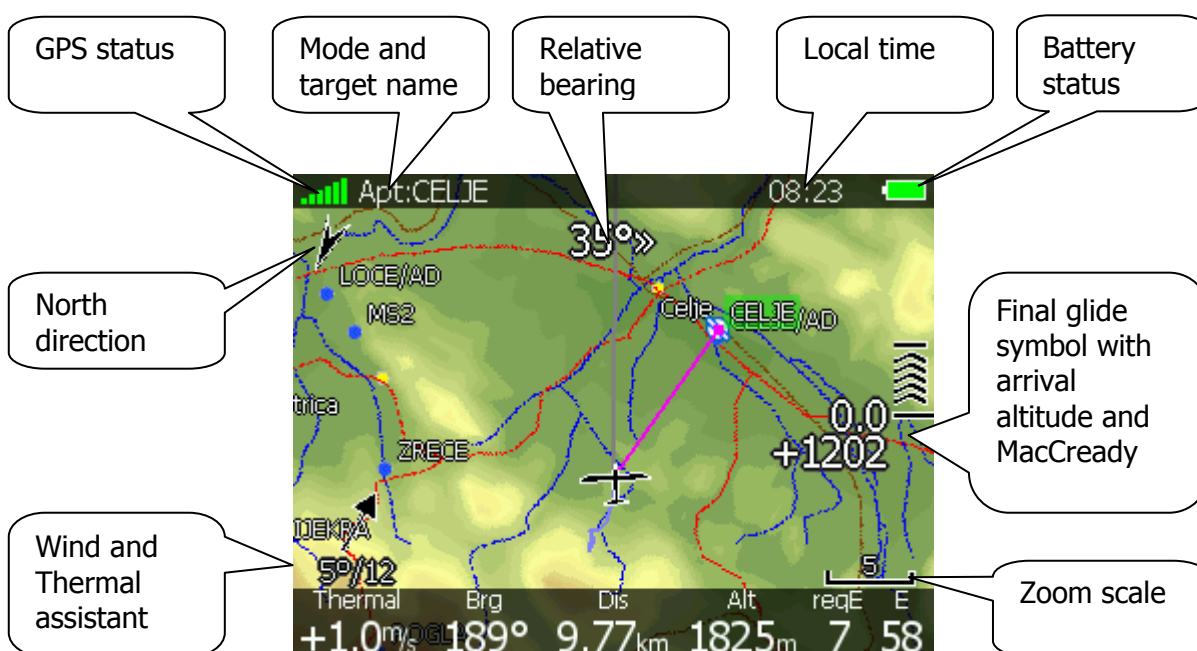 GPS status
Mode and
target name
Relative
bearing
Local time
Battery
status
Apt:CELJE
08:23
35°»
North
direction
LOCE/AD
MS2
Celje
CELJE
/AD
Final glide
symbol with
arrival
altitude and
MacCready
trica
0.0
+1202
ZRECE
Wind and
Thermal
assistant
IJEKRA
5°/12
5
Zoom scale
Thermal Brg Dis Alt reqE E
+1.0m/s 189° 9.77km 1825m 7 58